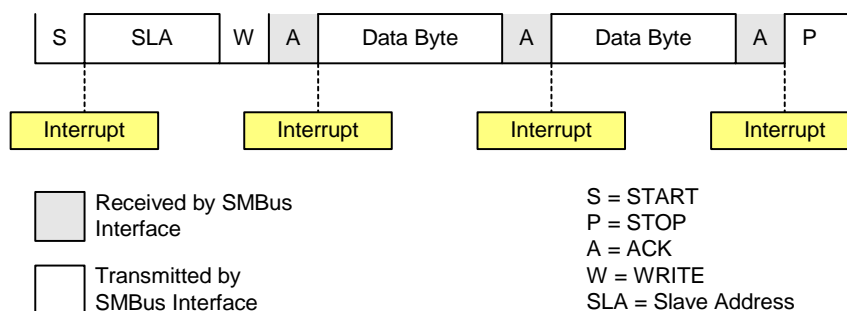 S SLA W A Data Byte A Data Byte A P
Interrupt Interrupt Interrupt Interrupt
Received by SMBus
Interface
Transmitted by
SMBus Interface
S = START
P = STOP
A = ACK
W = WRITE
SLA = Slave Address